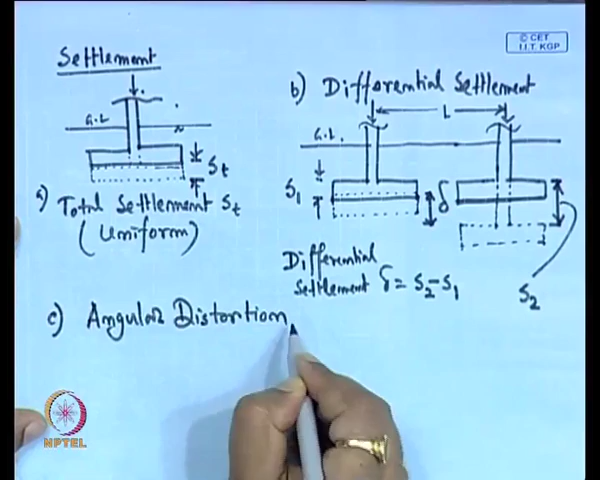 Settlement
© CET
I.I.T. KGP
G.L
St
a) Total Settlement St
(Uniform)
b) Differential Settlement
L
G.L.
S1
δ
S2
Differential
Settlement δ = S2-S1
c) Angular Distortion
NPTEL